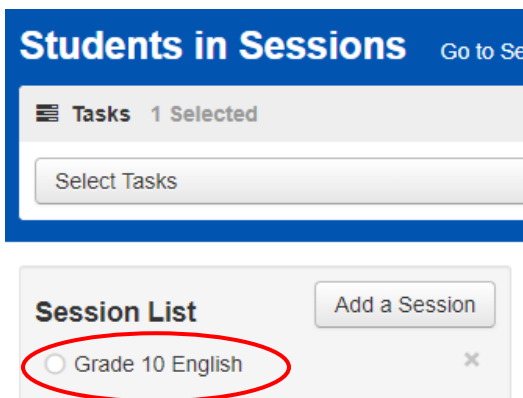 Students in Sessions Go to Se
Tasks 1 Selected
Select Tasks
Session List Add a Session
Grade 10 English ×